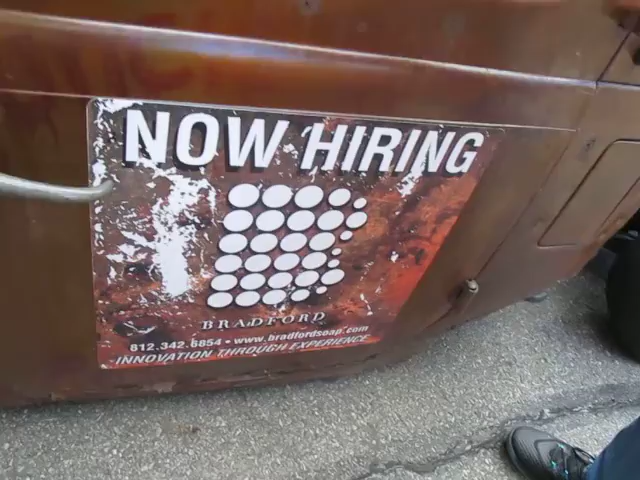 NOW HIRING
BRADFORD
812.342.6854 • www.bradfordsoap.com
INNOVATION THROUGH EXPERIENCE